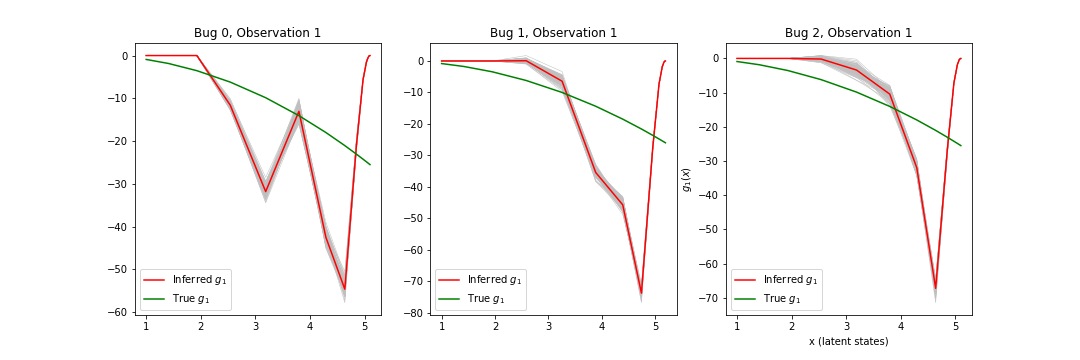 Bug 0, Observation 1
0
−10
−20
−30
−40
−50
−60
1 2 3 4 5
Inferred g₁
True g₁
Bug 1, Observation 1
0
−10
−20
−30
−40
−50
−60
−70
−80
1 2 3 4 5
Inferred g₁
True g₁
Bug 2, Observation 1
g₁(x)
0
−10
−20
−30
−40
−50
−60
−70
1 2 3 4 5
x (latent states)
Inferred g₁
True g₁